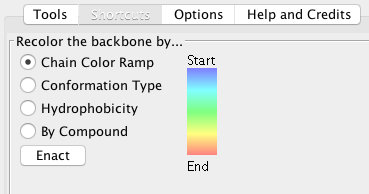 Tools Shortcuts Options Help and Credits
Recolor the backbone by...
Chain Color Ramp Start
Conformation Type
Hydrophobicity
By Compound
Enact End